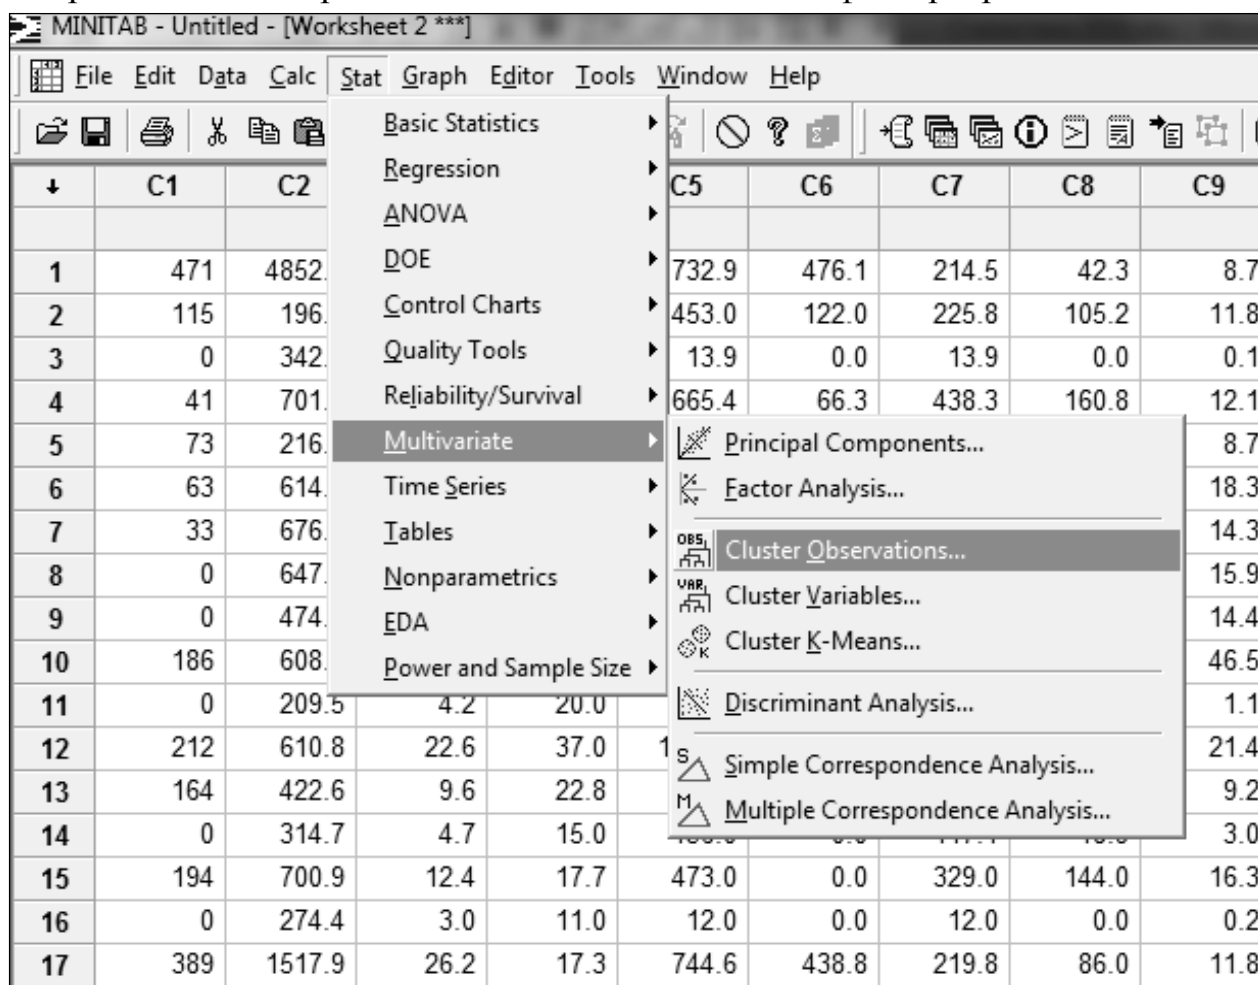 MINITAB - Untitled - [Worksheet 2 ***]
File Edit Data Calc Stat Graph Editor Tools Window Help
Basic Statistics
Regression
ANOVA
DOE
Control Charts
Quality Tools
Reliability/Survival
Multivariate
Time Series
Tables
Nonparametrics
EDA
Power and Sample Size
Principal Components...
Factor Analysis...
OBS Cluster Observations...
VAR Cluster Variables...
K Cluster K-Means...
Discriminant Analysis...
S Simple Correspondence Analysis...
M Multiple Correspondence Analysis...
C1 C2 C5 C6 C7 C8 C9
1 471 4852. 732.9 476.1 214.5 42.3 8.7
2 115 196. 453.0 122.0 225.8 105.2 11.8
3 0 342. 13.9 0.0 13.9 0.0 0.1
4 41 701. 665.4 66.3 438.3 160.8 12.1
5 73 216. 8.7
6 63 614. 18.3
7 33 676. 14.3
8 0 647. 15.9
9 0 474. 14.4
10 186 608. 46.5
11 0 209.5 4.2 20.0 1.1
12 212 610.8 22.6 37.0 1 21.4
13 164 422.6 9.6 22.8 9.2
14 0 314.7 4.7 15.0 3.0
15 194 700.9 12.4 17.7 473.0 0.0 329.0 144.0 16.3
16 0 274.4 3.0 11.0 12.0 0.0 12.0 0.0 0.2
17 389 1517.9 26.2 17.3 744.6 438.8 219.8 86.0 11.8